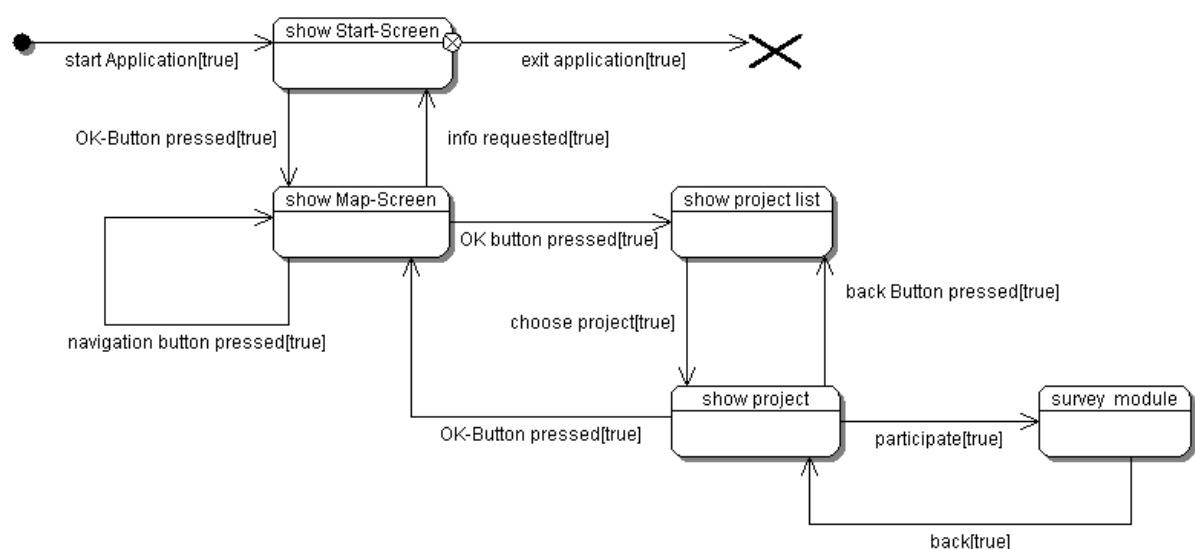 show Start-Screen
start Application[true]
exit application[true]
OK-Button pressed[true]
info requested[true]
show Map-Screen
show project list
OK button pressed[true]
back Button pressed[true]
choose project[true]
navigation button pressed[true]
show project
survey module
OK-Button pressed[true]
participate[true]
back[true]